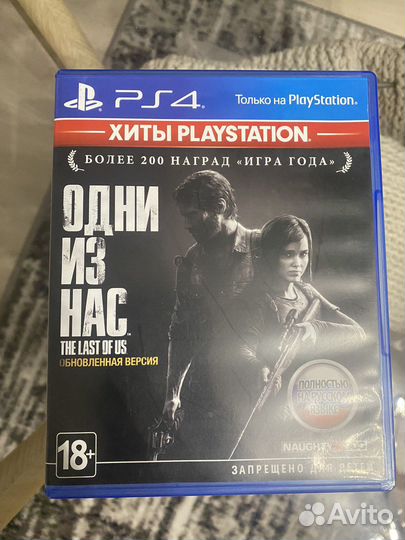 PS4
Только на PlayStation
ХИТЫ PLAYSTATION
БОЛЕЕ 200 НАГРАД «ИГРА ГОДА»
ОДНИ
ИЗ
НАС
THE LAST OF US
ОБНОВЛЕННАЯ ВЕРСИЯ
ПОЛНОСТЬЮ
НА РУССКОМ
ЯЗЫКЕ
18+
NAUGHTY
ЗАПРЕЩЕНО ДЛЯ ДЕТЕЙ
Avito